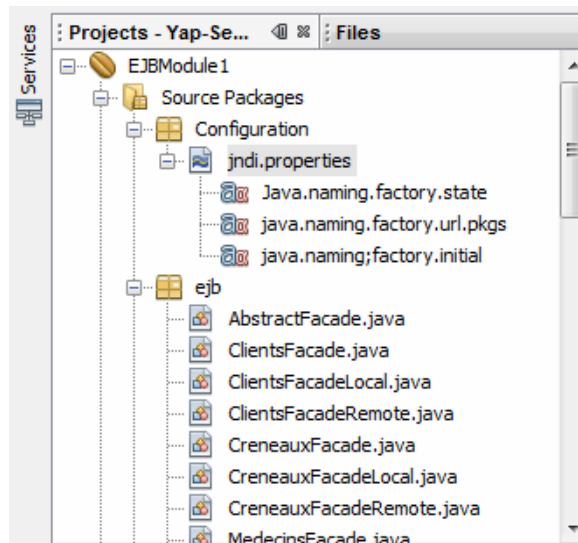 Services
Projects - Yap-Se...
Files
EJBModule1
Source Packages
Configuration
jndi.properties
Java.naming.factory.state
java.naming.factory.url.pkgs
java.naming;factory.initial
ejb
AbstractFacade.java
ClientsFacade.java
ClientsFacadeLocal.java
ClientsFacadeRemote.java
CreneauxFacade.java
CreneauxFacadeLocal.java
CreneauxFacadeRemote.java
MedecinsFacade.java